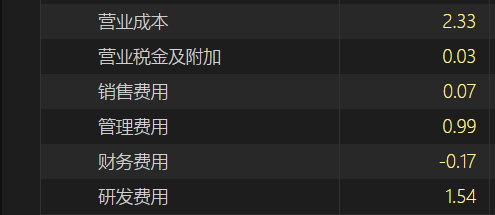 营业成本 2.33
营业税金及附加 0.03
销售费用 0.07
管理费用 0.99
财务费用 -0.17
研发费用 1.54